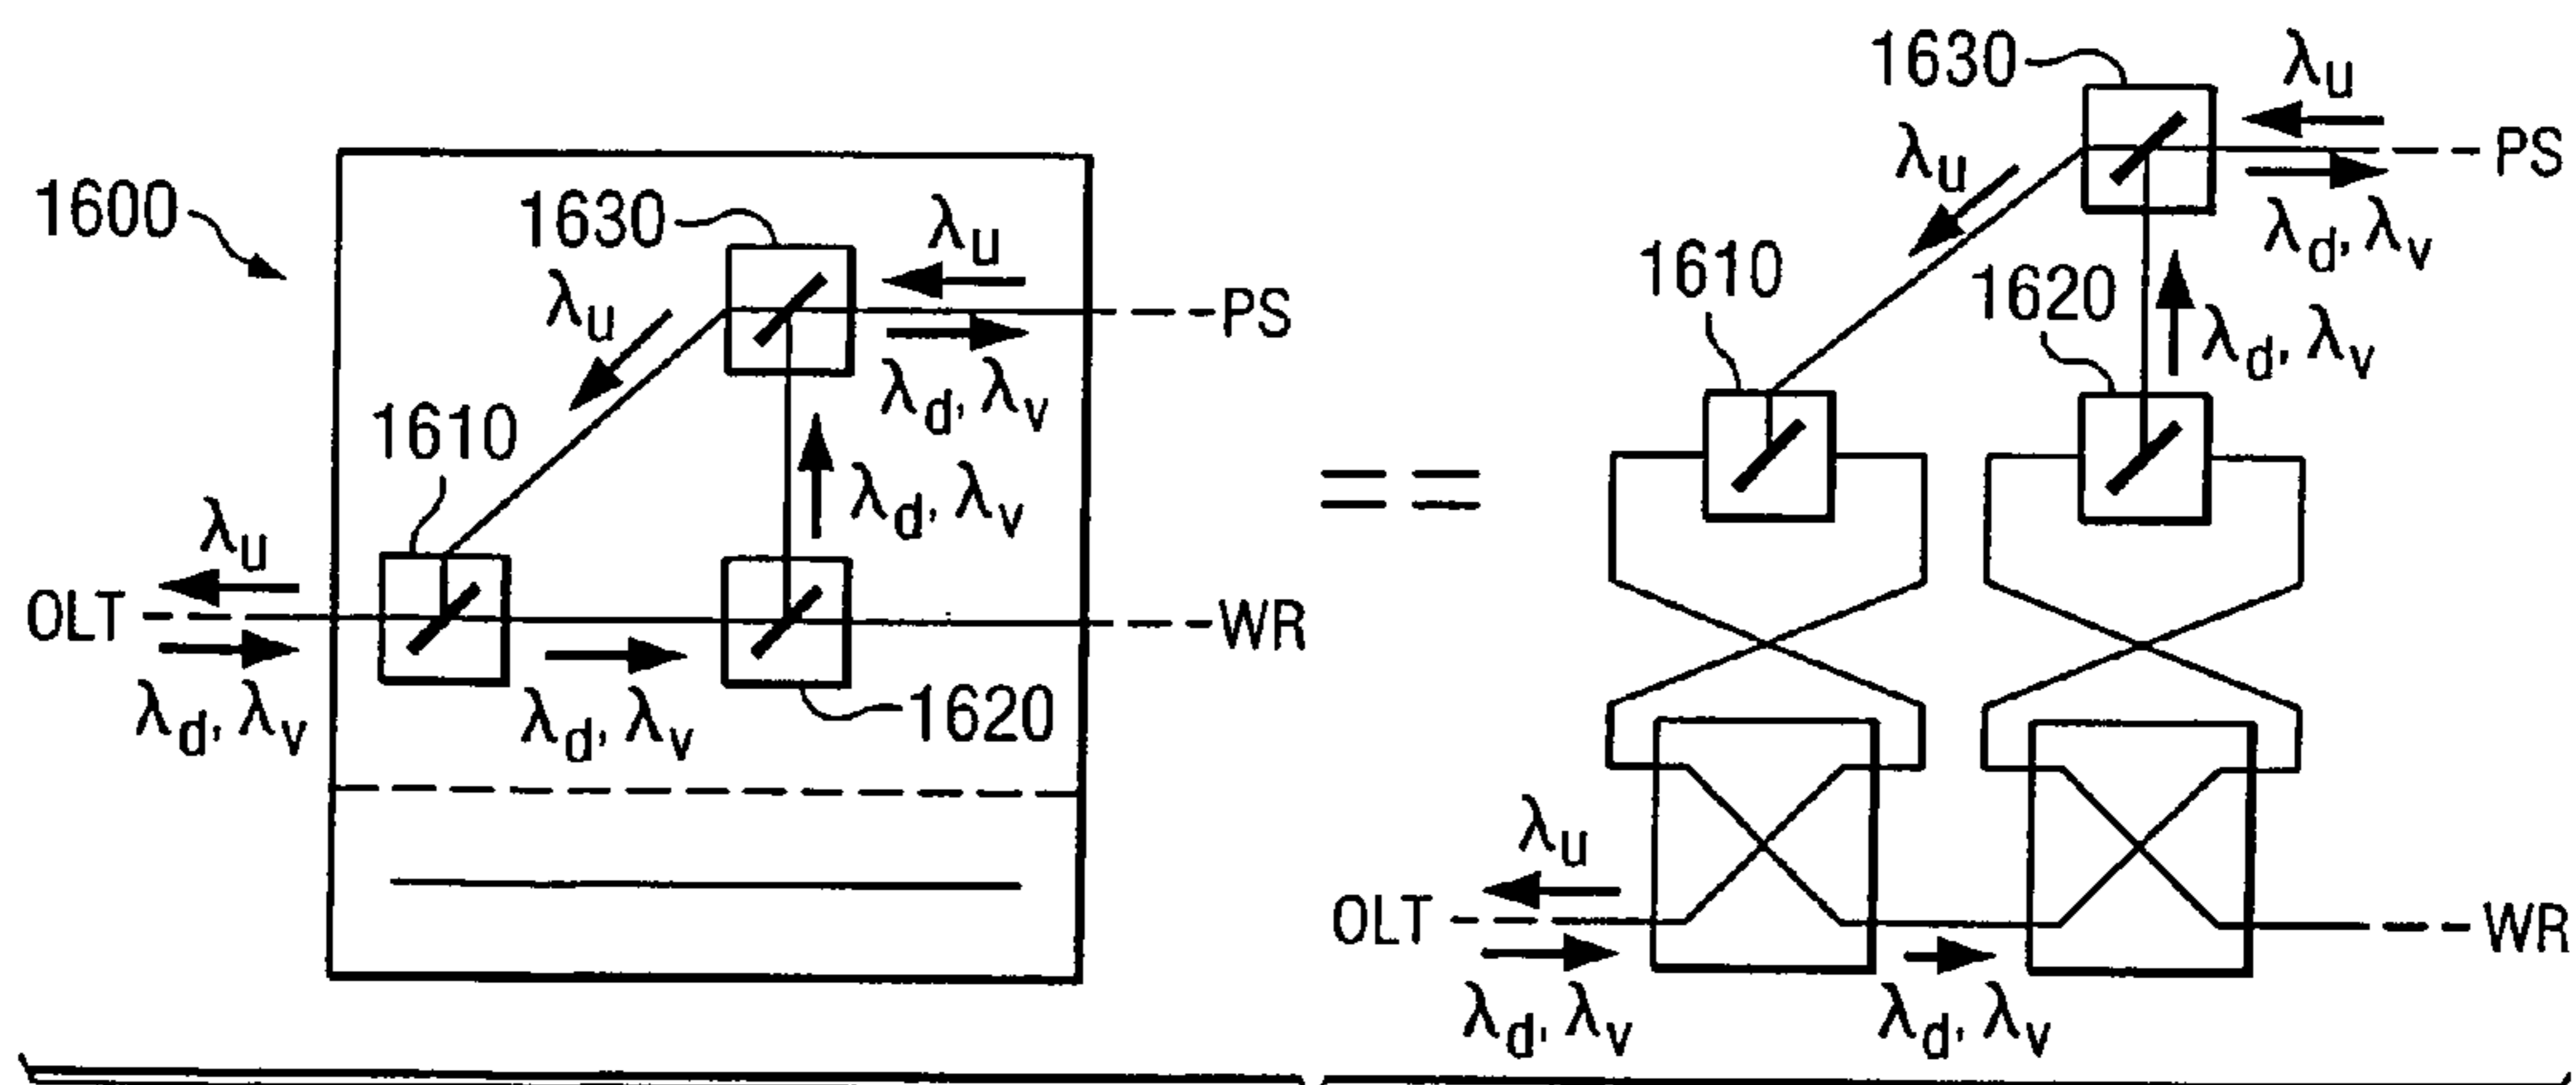 1600
1630
λu
PS
λu
λd, λv
1610
λd, λv
λu
OLT
WR
λd, λv
λd, λv
1620
==
1630
λu
PS
λu
λd, λv
1610
1620
λd, λv
λu
OLT
WR
λd, λv
λd, λv